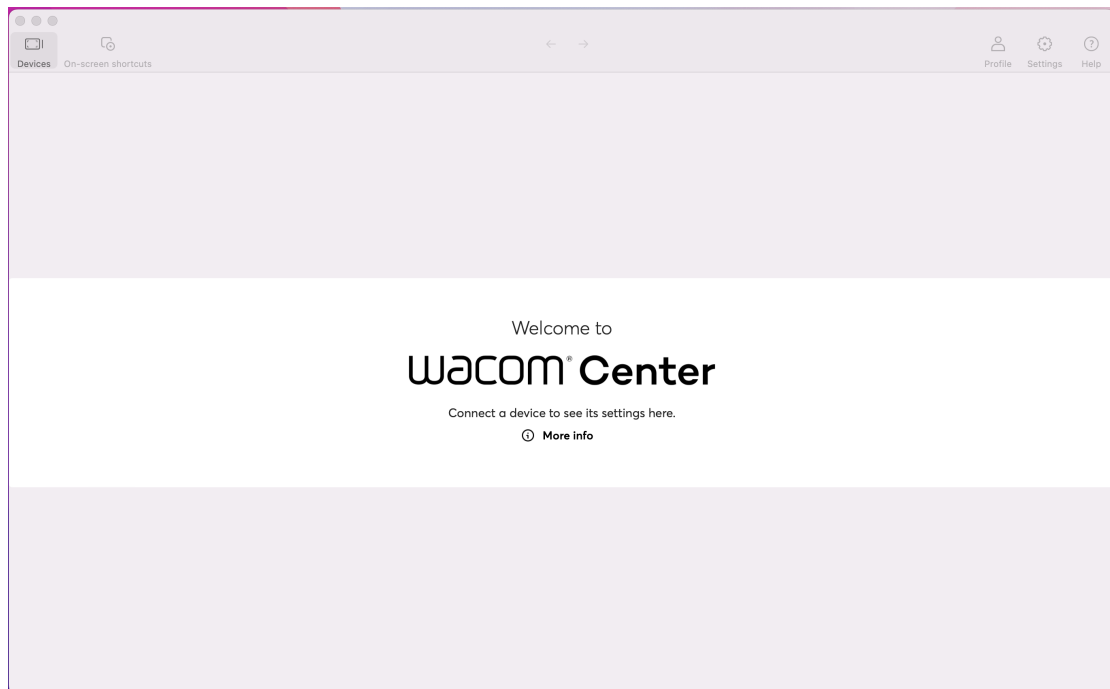 Devices
On-screen shortcuts
Profile
Settings
Help
Welcome to
wacom® Center
Connect a device to see its settings here.
More info